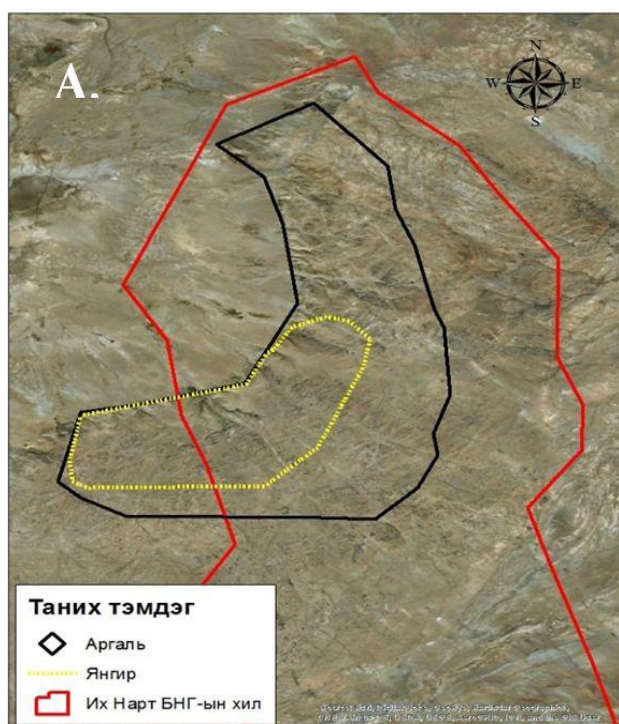 A.
N
W E
S
Таних тэмдэг
Аргаль
Янгир
Их Нарт БНГ-ын хил